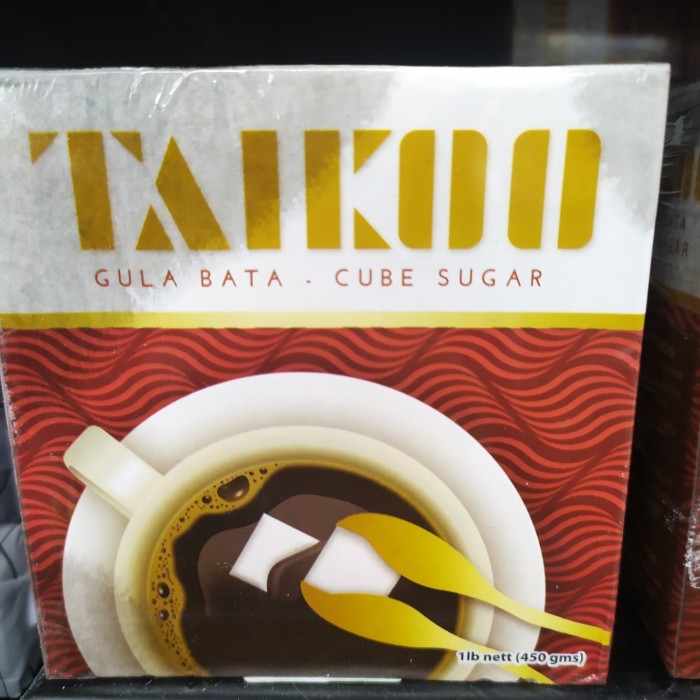 TAIKOO
GULA BATA - CUBE SUGAR
1lb nett (450 gms)